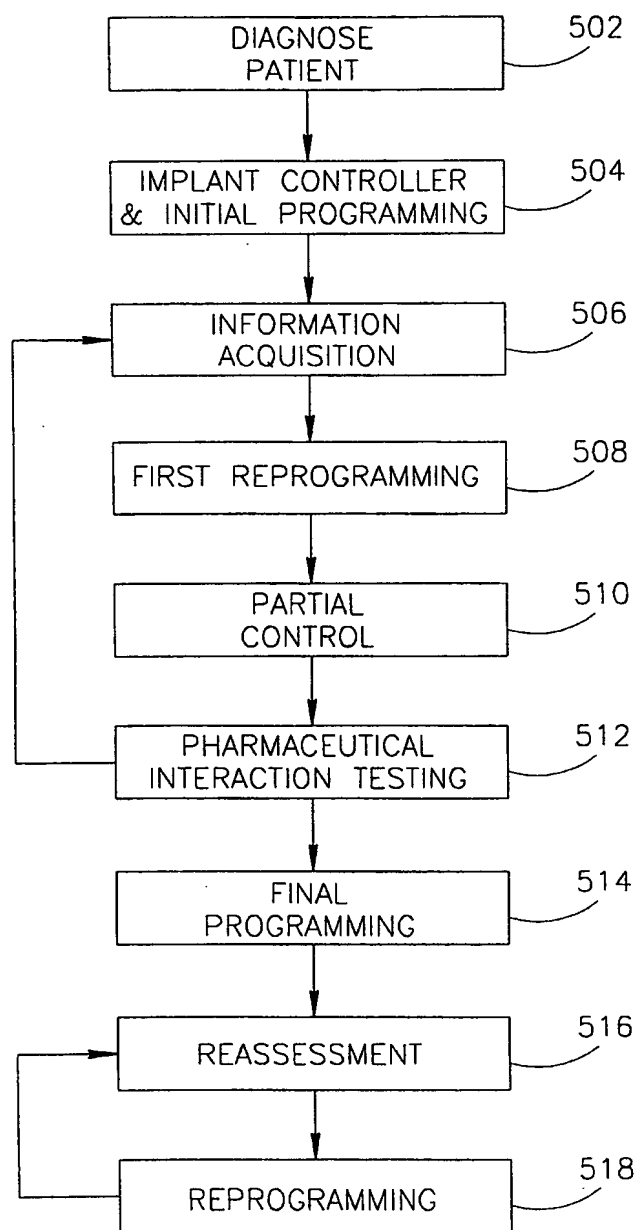 DIAGNOSE
PATIENT
502
IMPLANT CONTROLLER
& INITIAL PROGRAMMING
504
INFORMATION
ACQUISITION
506
FIRST REPROGRAMMING
508
PARTIAL
CONTROL
510
PHARMACEUTICAL
INTERACTION TESTING
512
FINAL
PROGRAMMING
514
REASSESSMENT
516
REPROGRAMMING
518